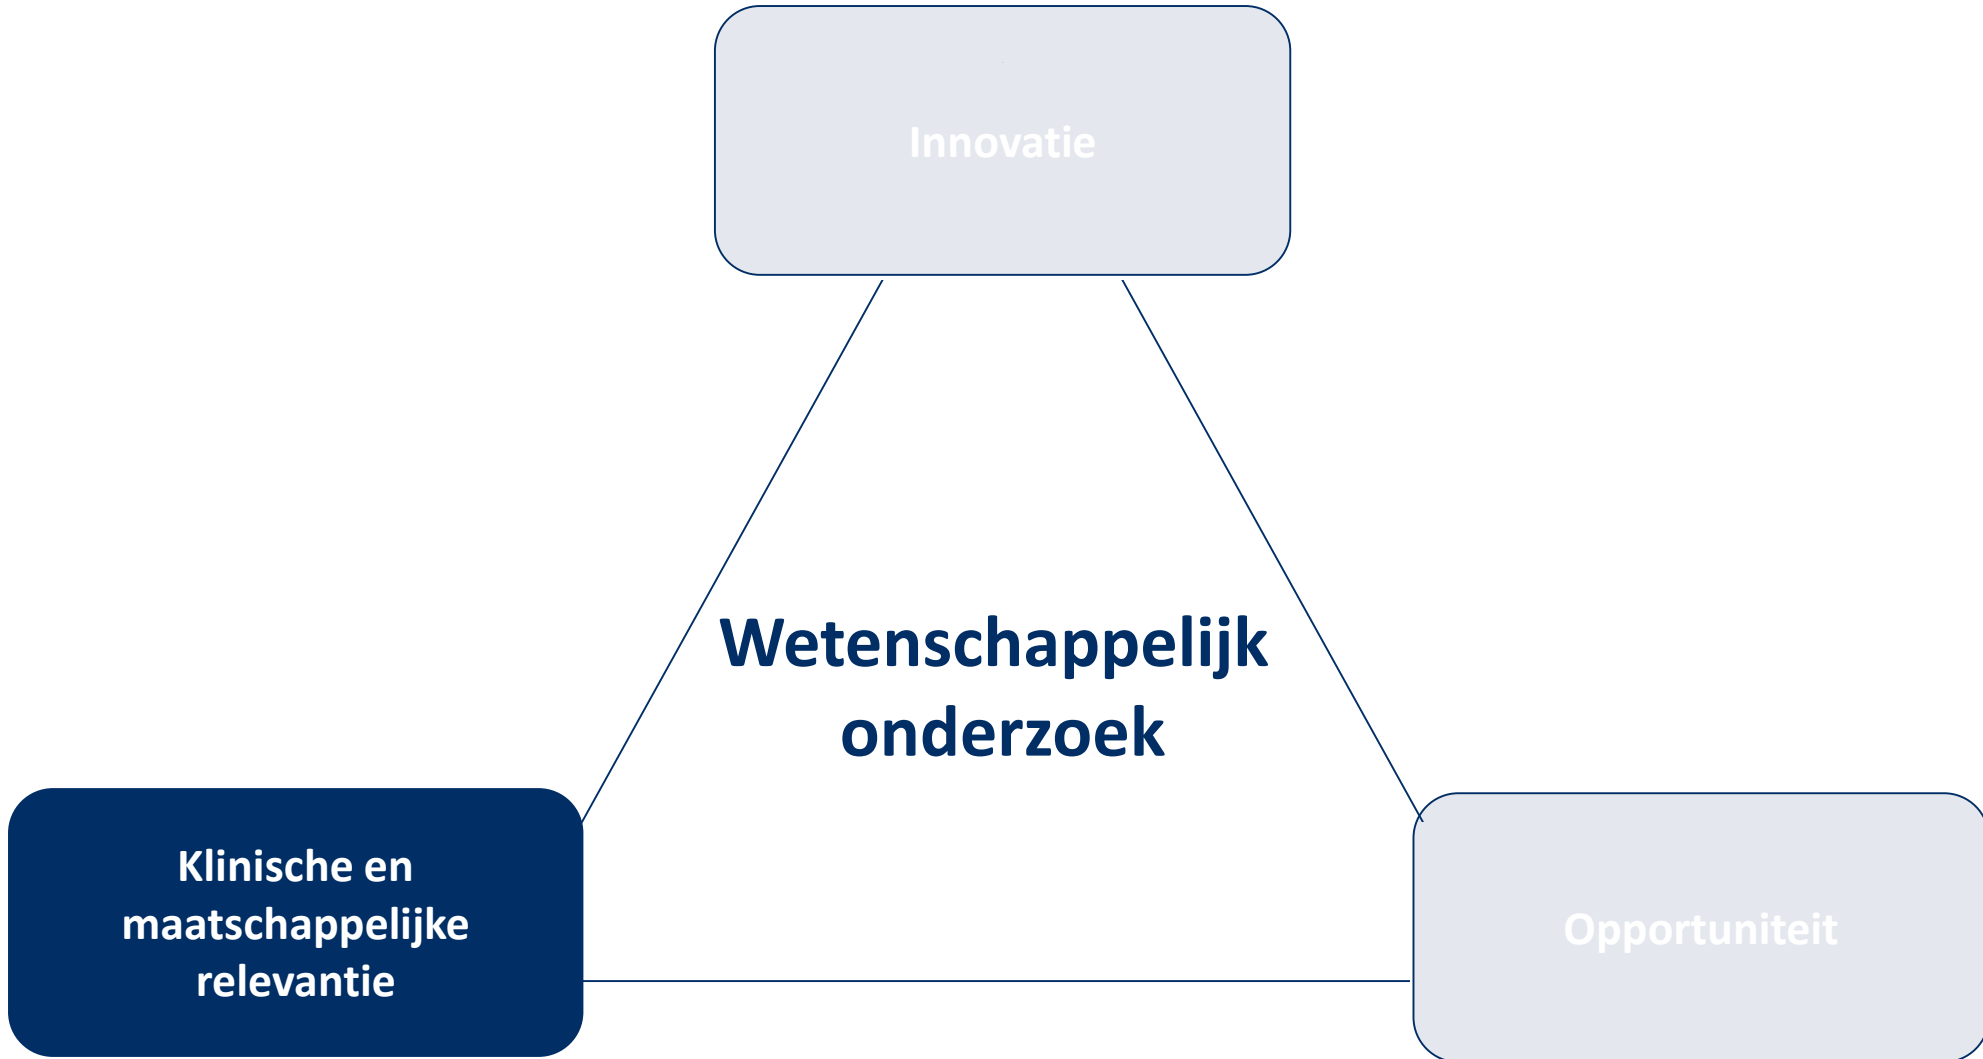 Innovatie
Wetenschappelijk
onderzoek
Klinische en
maatschappelijke
relevantie
Opportuniteit